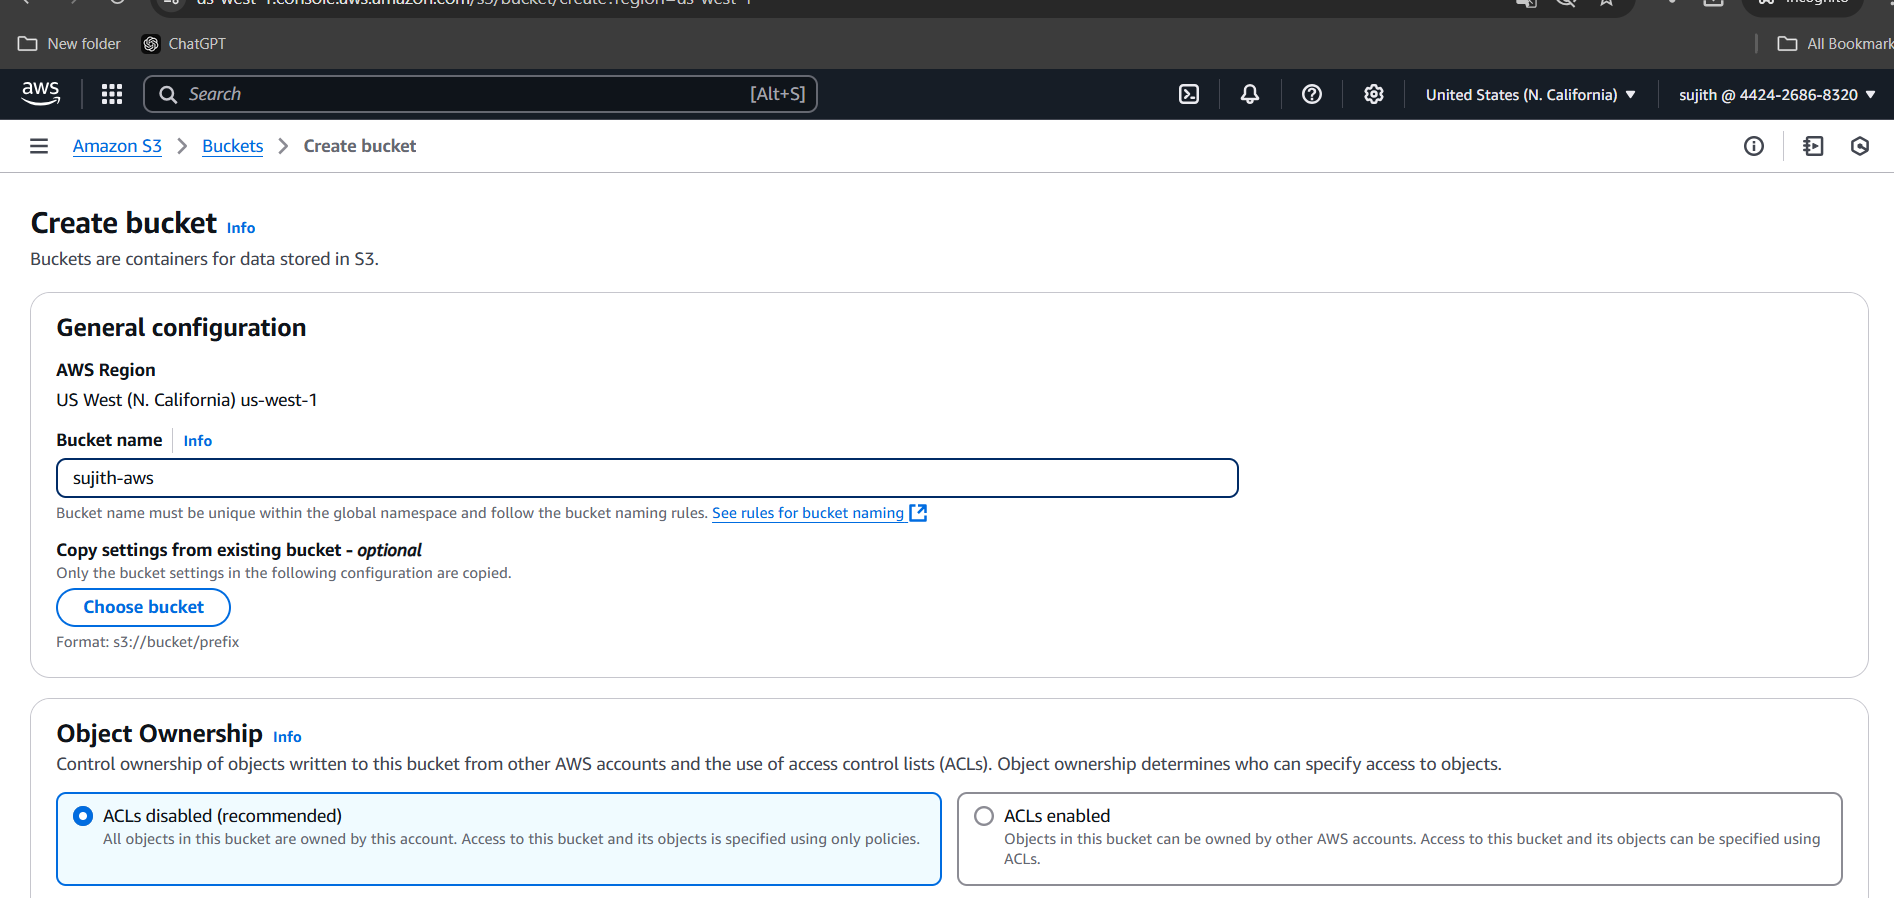 us-west-1.console.aws.amazon.com/s3/bucket/create?region=us-west-1
Incognito
New folder
ChatGPT
All Bookmark
aws
Search
[Alt+S]
United States (N. California)
sujith @ 4424-2686-8320
Amazon S3
Buckets
Create bucket
Create bucket Info
Buckets are containers for data stored in S3.
General configuration
AWS Region
US West (N. California) us-west-1
Bucket name Info
sujith-aws
Bucket name must be unique within the global namespace and follow the bucket naming rules. See rules for bucket naming
Copy settings from existing bucket - optional
Only the bucket settings in the following configuration are copied.
Choose bucket
Format: s3://bucket/prefix
Object Ownership Info
Control ownership of objects written to this bucket from other AWS accounts and the use of access control lists (ACLs). Object ownership determines who can specify access to objects.
ACLs disabled (recommended)
All objects in this bucket are owned by this account. Access to this bucket and its objects is specified using only policies.
ACLs enabled
Objects in this bucket can be owned by other AWS accounts. Access to this bucket and its objects can be specified using
ACLs.